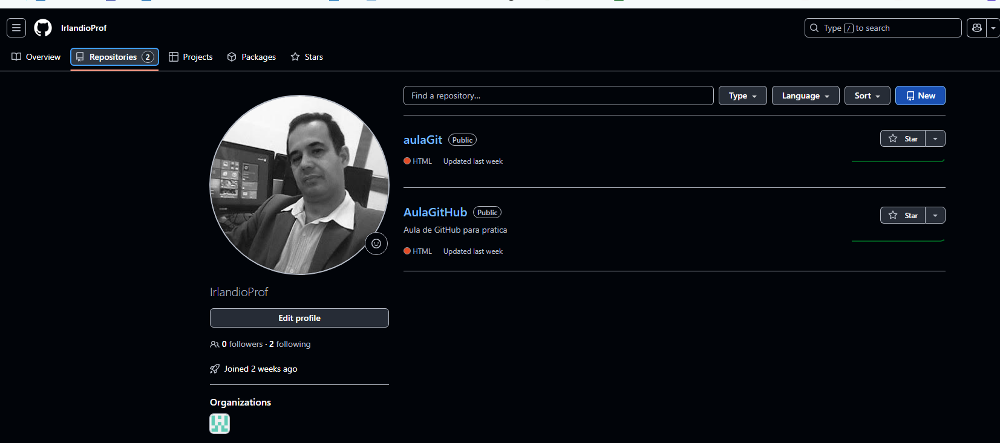 IrlandioProf
Type / to search
Overview
Repositories 2
Projects
Packages
Stars
Find a repository...
Type
Language
Sort
New
aulaGit Public
Star
HTML Updated last week
AulaGitHub Public
Star
Aula de GitHub para pratica
HTML Updated last week
IrlandioProf
Edit profile
0 followers · 2 following
Joined 2 weeks ago
Organizations